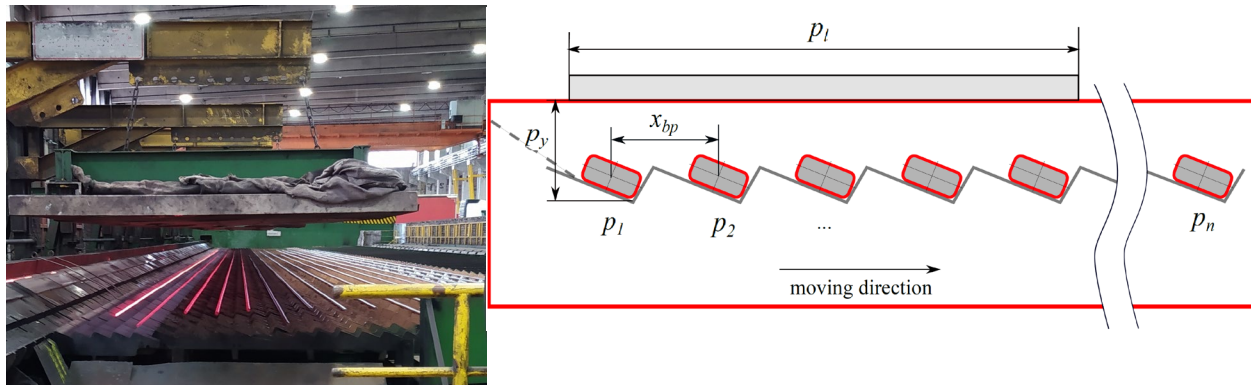 p_l
p_y
x_bp
p_1
p_2
...
p_n
moving direction